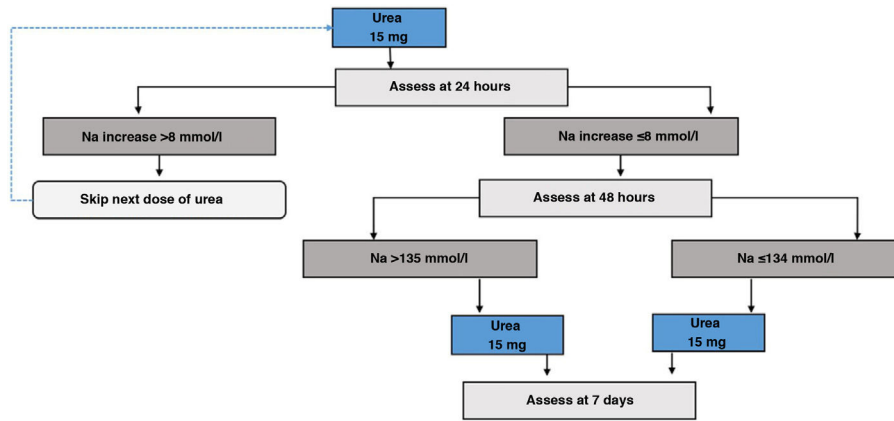 Urea
15 mg
Assess at 24 hours
Na increase >8 mmol/l
Na increase ≤8 mmol/l
Skip next dose of urea
Assess at 48 hours
Na >135 mmol/l
Na ≤134 mmol/l
Urea
15 mg
Urea
15 mg
Assess at 7 days